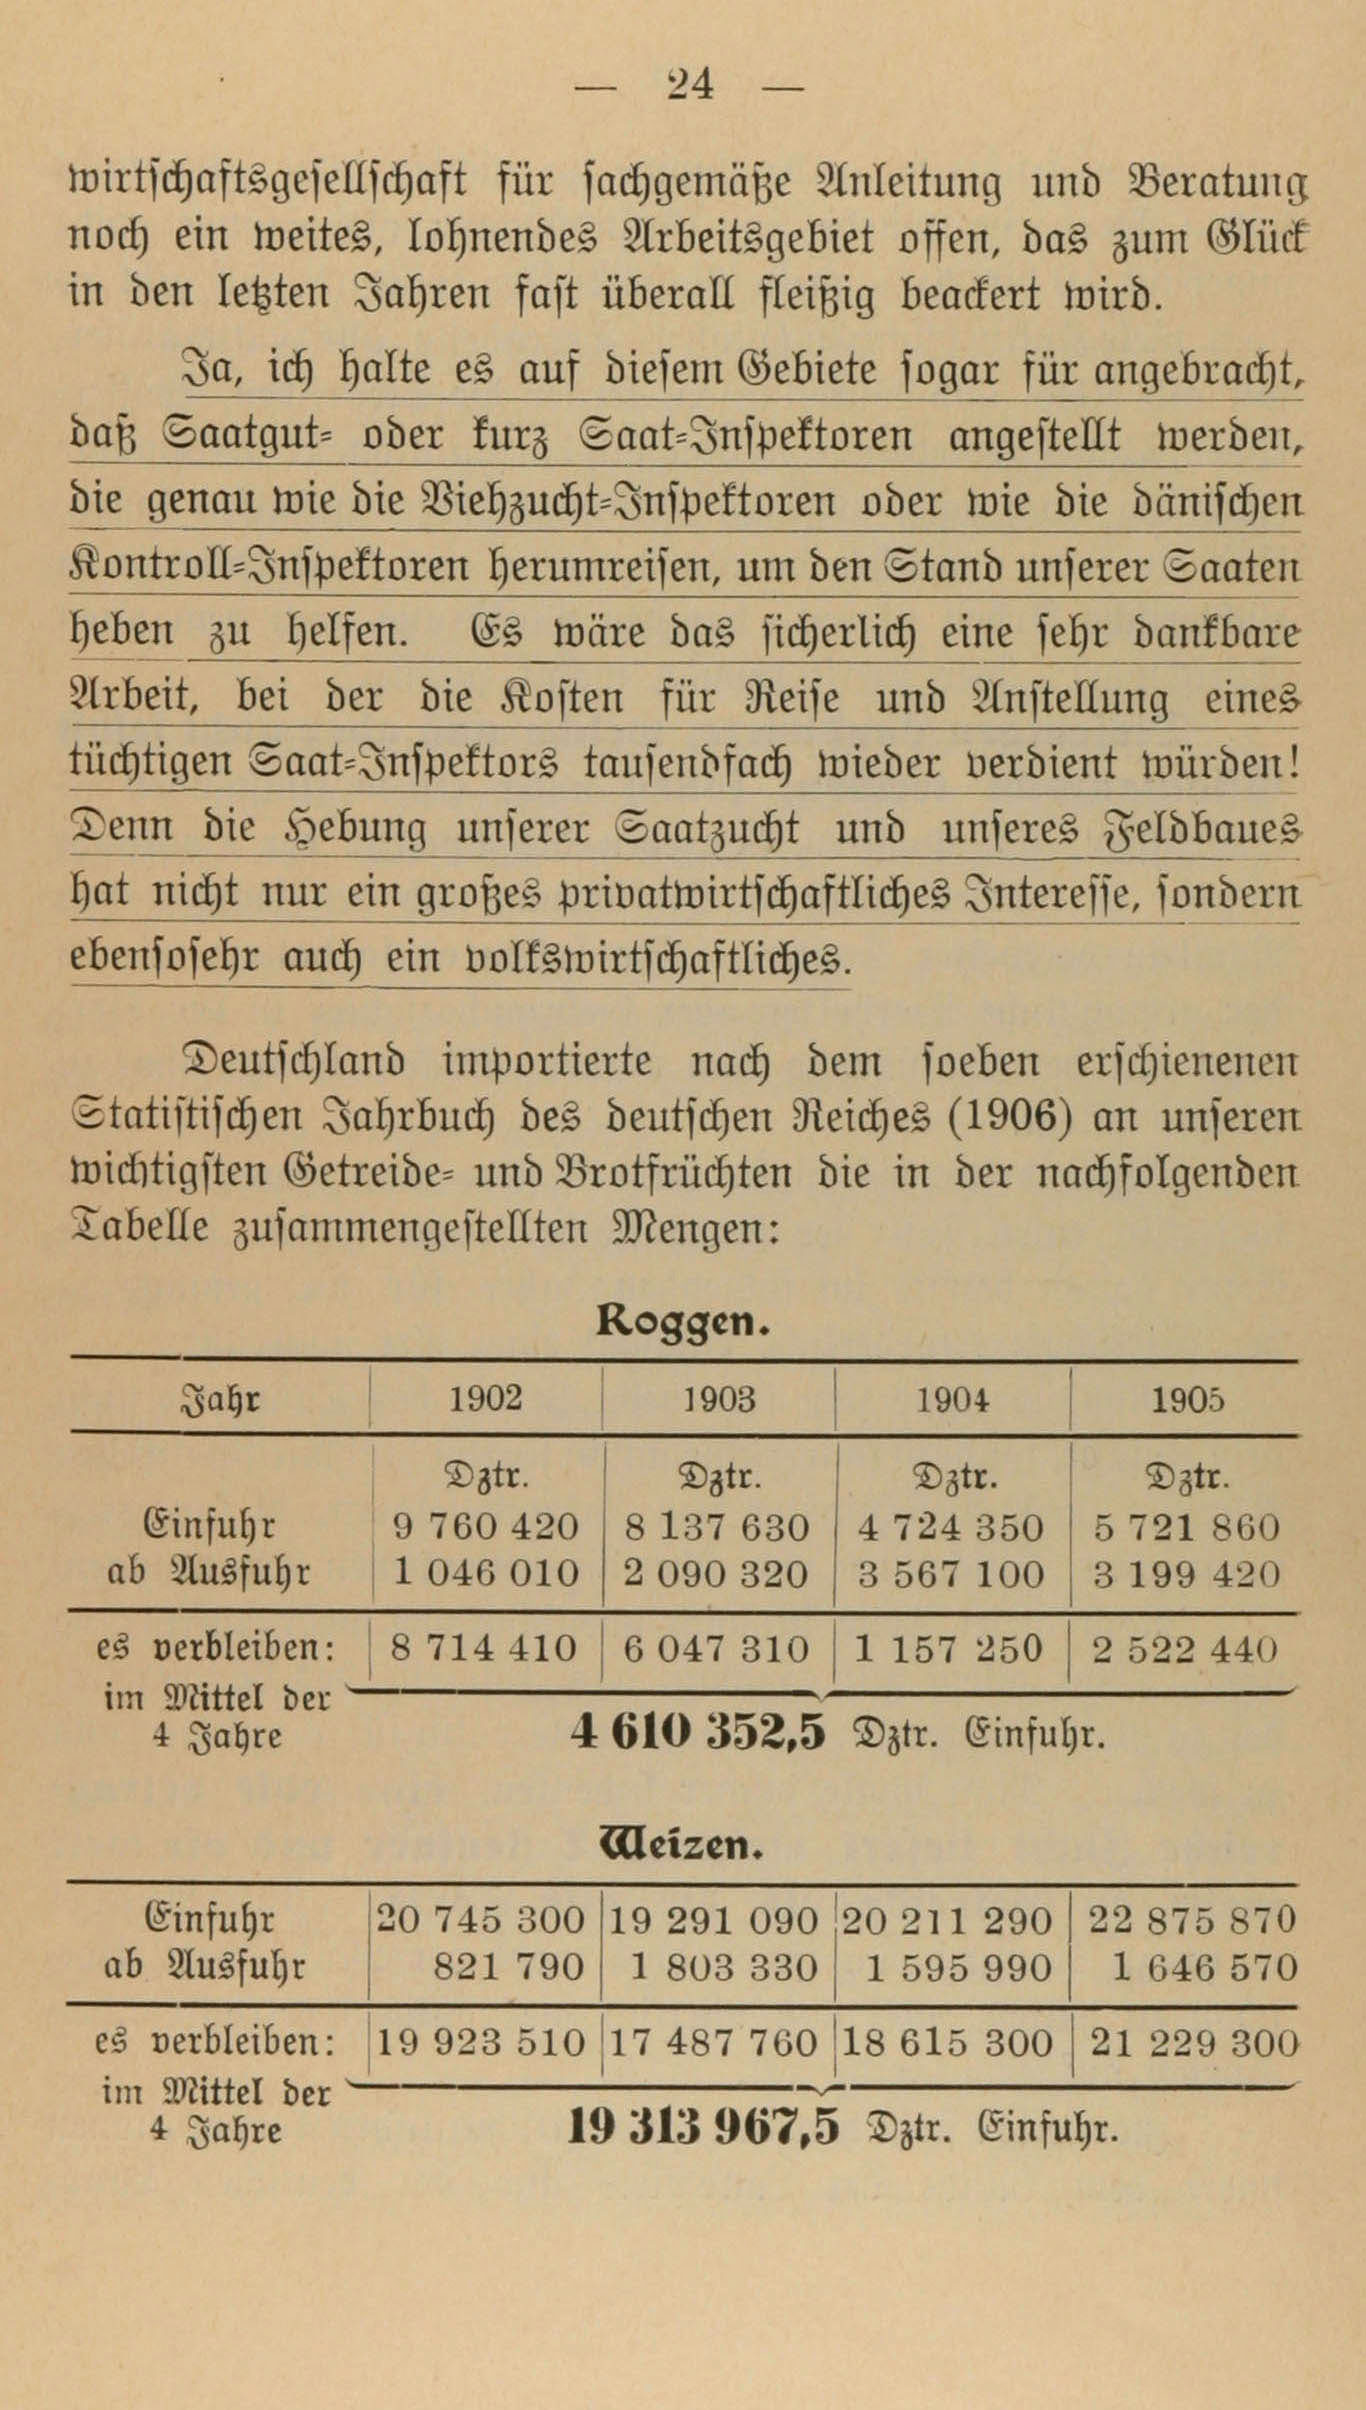 — 24 —
wirtschaftsgesellschaft für sachgemäße Anleitung und Beratung
noch ein weites, lohnendes Arbeitsgebiet offen, das zum Glück
in den letzten Jahren fast überall fleißig beackert wird.
Ja, ich halte es auf diesem Gebiete sogar für angebracht,
daß Saatgut- oder kurz Saat-Inspektoren angestellt werden,
die genau wie die Viehzucht-Inspektoren oder wie die dänischen
Kontroll-Inspektoren herumreisen, um den Stand unserer Saaten
heben zu helfen. Es wäre das sicherlich eine sehr dankbare
Arbeit, bei der die Kosten für Reise und Anstellung eines
tüchtigen Saat-Inspektors tausendfach wieder verdient würden!
Denn die Hebung unserer Saatzucht und unseres Feldbaues
hat nicht nur ein großes privatwirtschaftliches Interesse, sondern
ebensosehr auch ein volkswirtschaftliches.
Deutschland importierte nach dem soeben erschienenen
Statistischen Jahrbuch des deutschen Reiches (1906) an unseren
wichtigsten Getreide- und Brotfrüchten die in der nachfolgenden
Tabelle zusammengestellten Mengen:
Roggen.
Jahr 1902 1903 1904 1905
Dztr. Dztr. Dztr. Dztr.
Einfuhr 9 760 420 8 137 630 4 724 350 5 721 860
ab Ausfuhr 1 046 010 2 090 320 3 567 100 3 199 420
es verbleiben: 8 714 410 6 047 310 1 157 250 2 522 440
im Mittel der
4 Jahre 4 610 352,5 Dztr. Einfuhr.
Weizen.
Einfuhr 20 745 300 19 291 090 20 211 290 22 875 870
ab Ausfuhr 821 790 1 803 330 1 595 990 1 646 570
es verbleiben: 19 923 510 17 487 760 18 615 300 21 229 300
im Mittel der
4 Jahre 19 313 967,5 Dztr. Einfuhr.